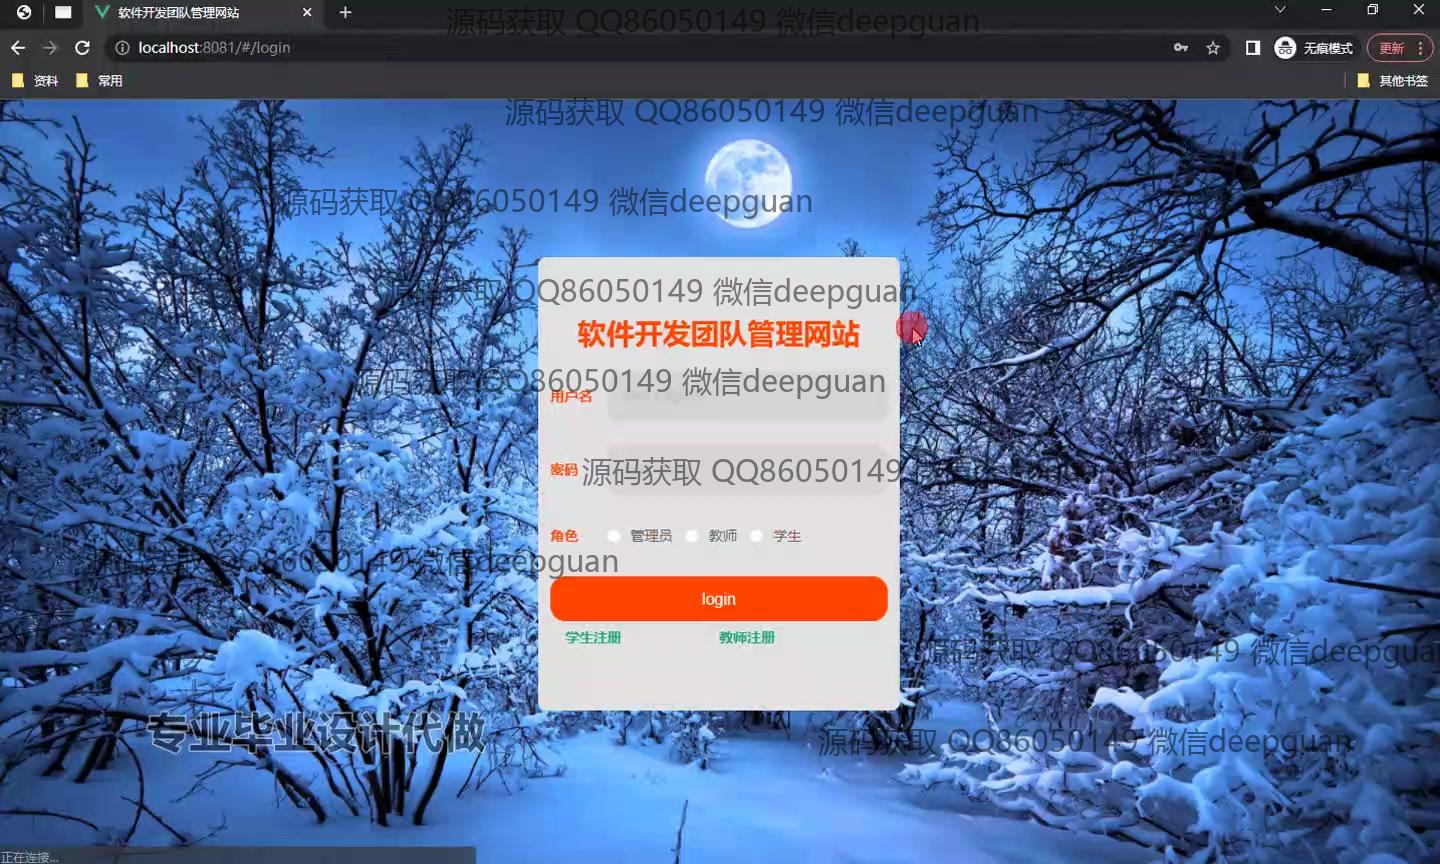 软件开发团队管理网站
源码获取 QQ86050149 微信deepguan
localhost:8081/#/login
无痕模式
更新
资料
常用
其他书签
源码获取 QQ86050149 微信deepguan
源码获取 QQ86050149 微信deepguan
源码获取 QQ86050149 微信deepguan
软件开发团队管理网站
源码获取 QQ86050149 微信deepguan
用户名
密码
源码获取 QQ86050149
角色
管理员
教师
学生
源码获取 QQ86050149 微信deepguan
login
学生注册
教师注册
源码获取 QQ86050149 微信deepguan
专业毕业设计代做
源码获取 QQ86050149 微信deepguan
正在连接...